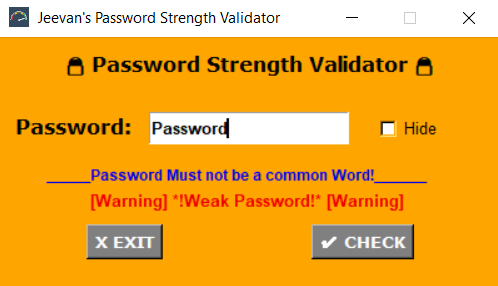 Jeevan's Password Strength Validator
🔒 Password Strength Validator 🔒
Password: Password Hide
_____Password Must not be a common Word!______
[Warning] *!Weak Password!* [Warning]
X EXIT ✔ CHECK